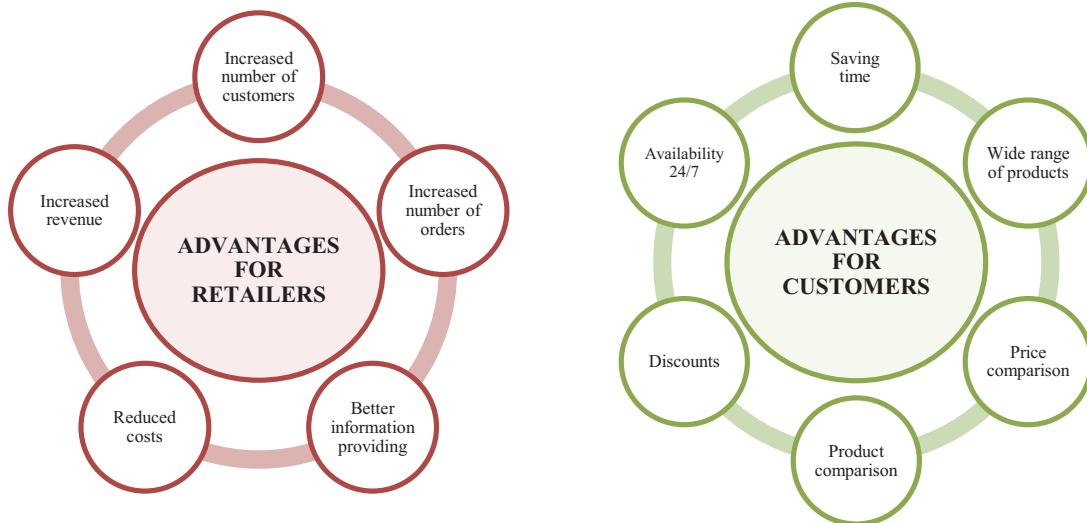 Increased
number of
customers
Increased
number of
orders
Better
information
providing
Reduced
costs
Increased
revenue
ADVANTAGES
FOR
RETAILERS
Saving
time
Wide range
of products
Price
comparison
Product
comparison
Discounts
Availability
24/7
ADVANTAGES
FOR
CUSTOMERS